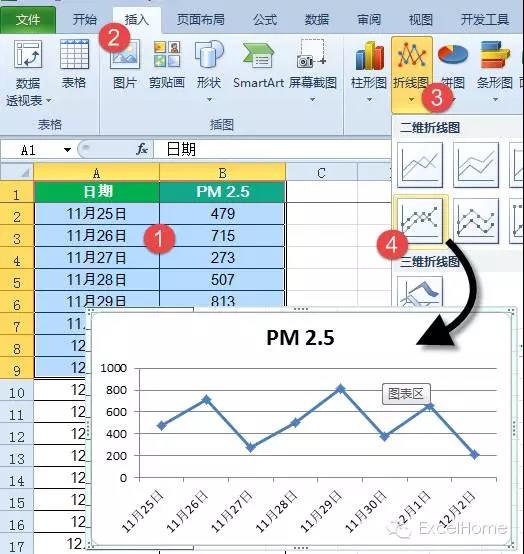 文件 开始 插入 页面布局 公式 数据 审阅 视图 开发工具
2
数据透视表 表格 图片 剪贴画 形状 SmartArt 屏幕截图 柱形图 折线图 饼图 条形图
3
表格 插图
二维折线图
A1 fx 日期
A B C
1 日期 PM 2.5
2 11月25日 479
3 11月26日 715
1
4 11月27日 273
4
三维折线图
5 11月28日 507
6 11月29日 813
7 11
8 12
9 12
10 12
11 12
12 12
13 12
14 12
15 12
16 12
17 12
PM 2.5
1000
800
600
400
200
0
图表区
11月25日 11月26日 11月27日 11月28日 11月29日 11月30日 12月1日 12月2日
ExcelHome